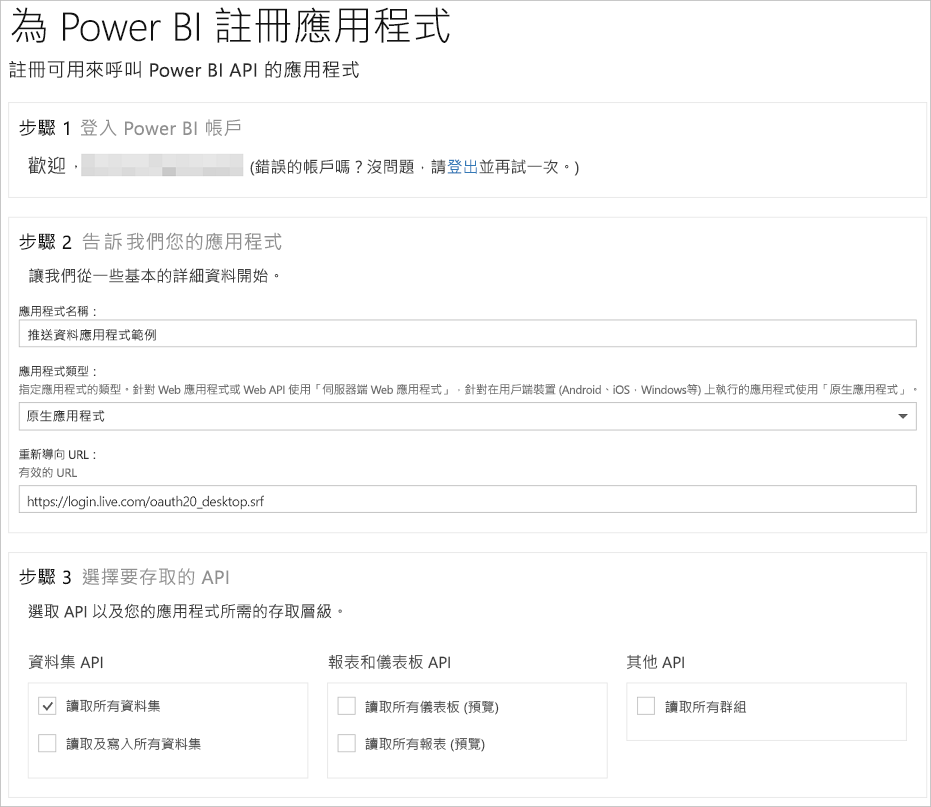 為 Power BI 註冊應用程式
註冊可用來呼叫 Power BI API 的應用程式
步驟 1 登入 Power BI 帳戶
歡迎，(錯誤的帳戶嗎？沒問題，請登出並再試一次。)
步驟 2 告訴我們您的應用程式
讓我們從一些基本的詳細資料開始。
應用程式名稱：
推送資料應用程式範例
應用程式類型：
指定應用程式的類型。針對 Web 應用程式或 Web API 使用「伺服器端 Web 應用程式」，針對在用戶端裝置 (Android、iOS，Windows等) 上執行的應用程式使用「原生應用程式」。
原生應用程式
重新導向 URL：
有效的 URL
https://login.live.com/oauth20_desktop.srf
步驟 3 選擇要存取的 API
選取 API 以及您的應用程式所需的存取層級。
資料集 API
讀取所有資料集
讀取及寫入所有資料集
報表和儀表板 API
讀取所有儀表板 (預覽)
讀取所有報表 (預覽)
其他 API
讀取所有群組